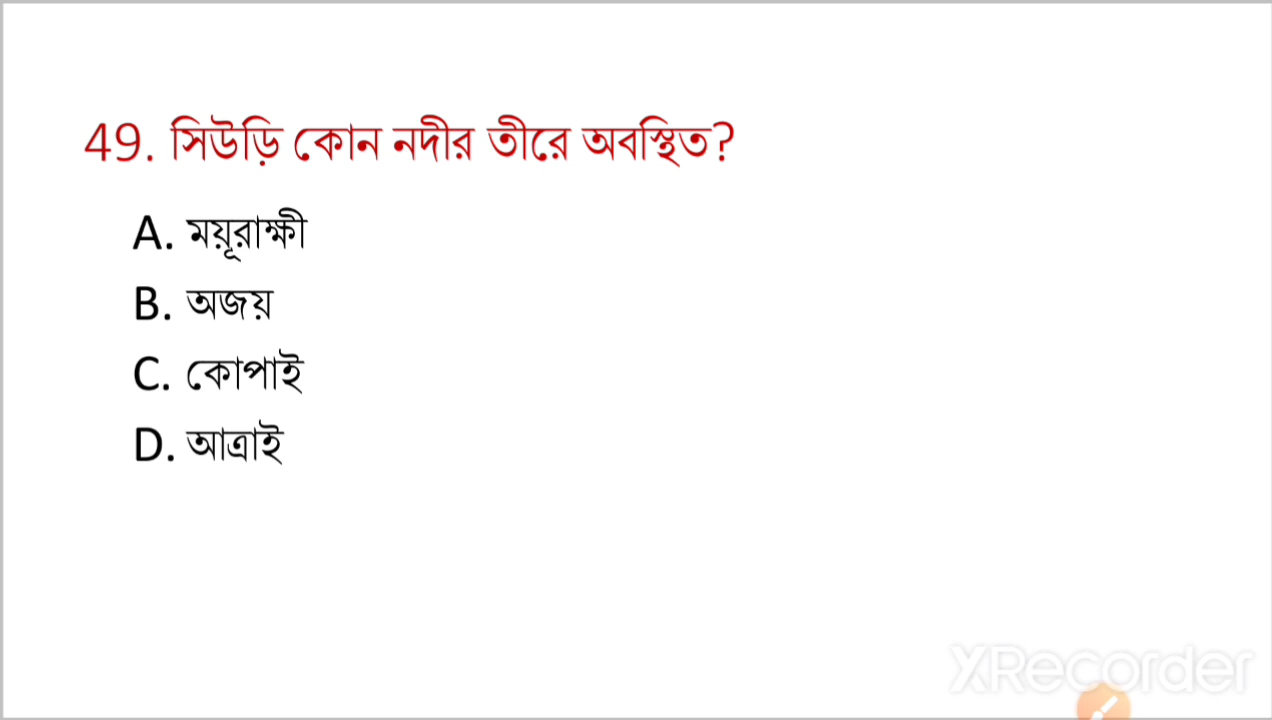 49. সিউড়ি কোন নদীর তীরে অবস্থিত?
A. ময়ূরাক্ষী
B. অজয়
C. কোপাই
D. আত্রাই
XRecorder